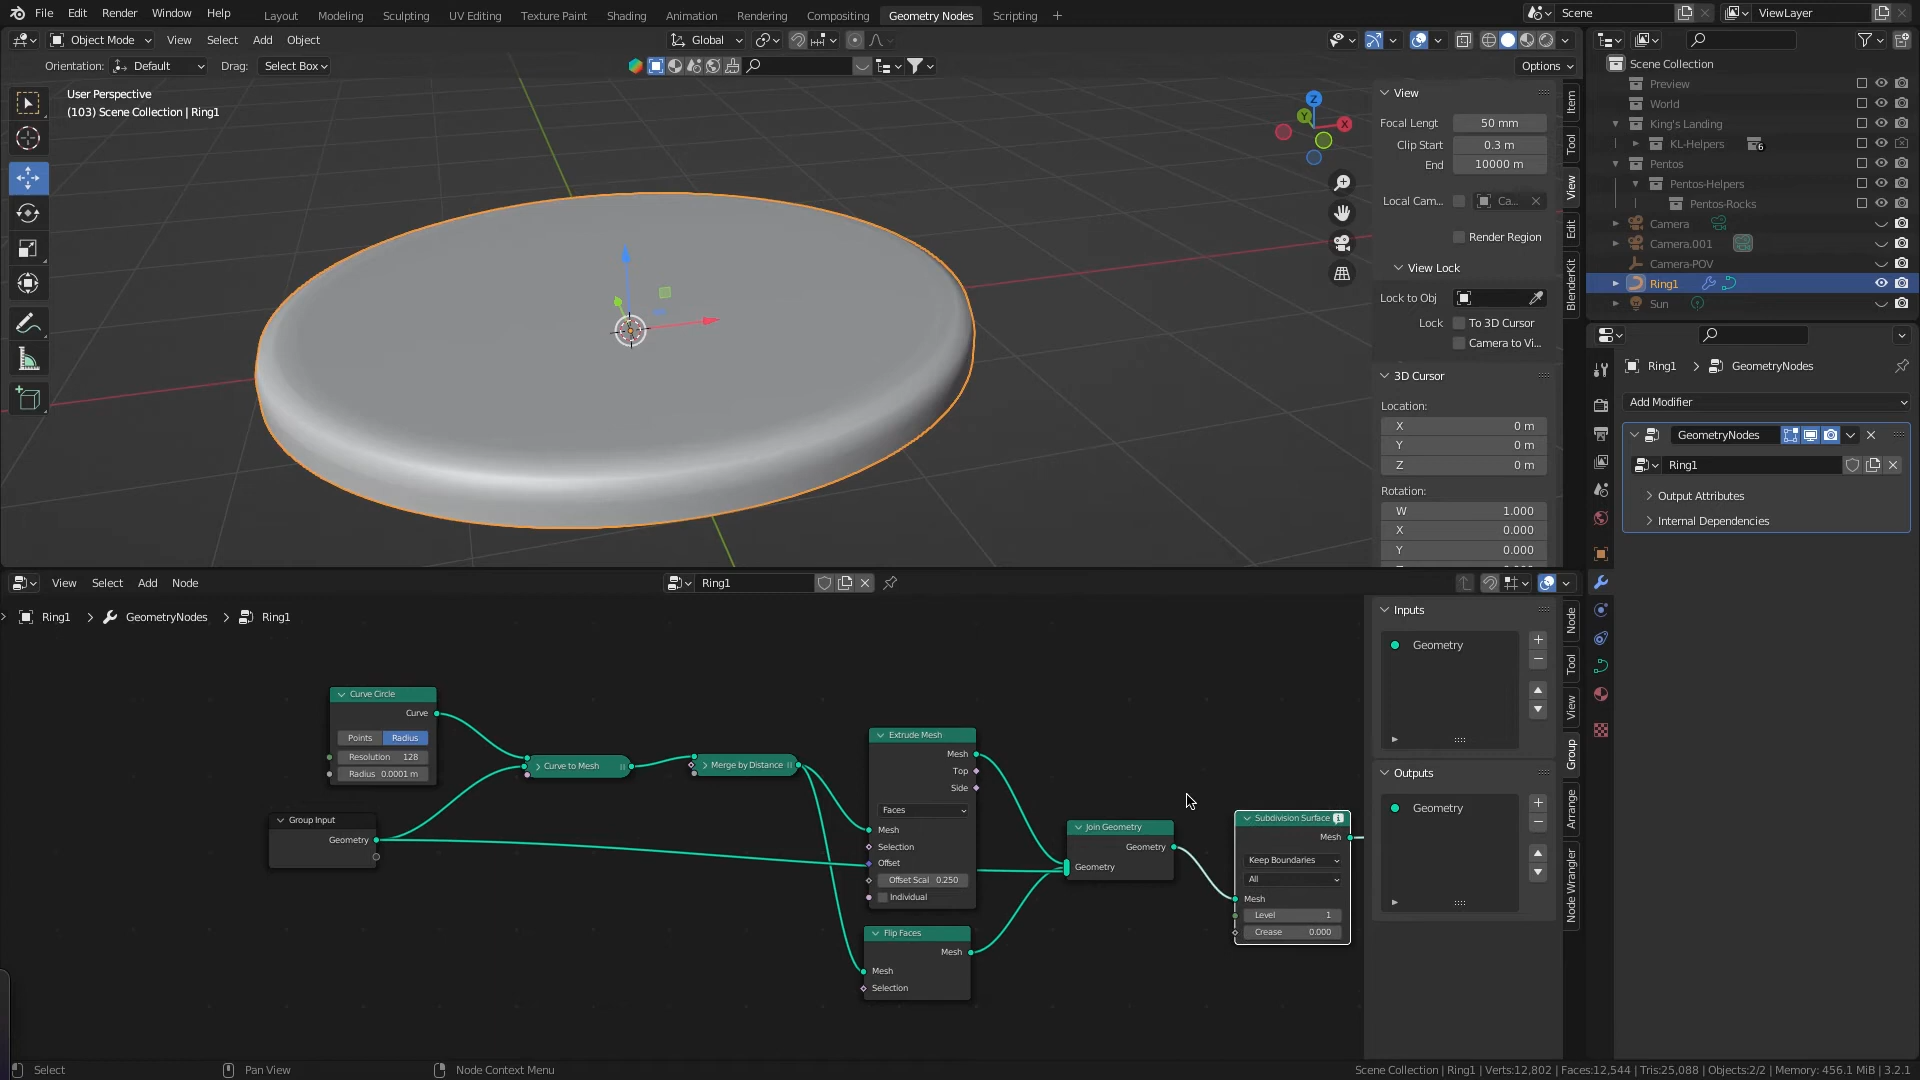 File Edit Render Window Help
Layout Modeling Sculpting UV Editing Texture Paint Shading Animation Rendering Compositing Geometry Nodes Scripting
Scene
ViewLayer
Object Mode View Select Add Object
Global
Orientation: Default Drag: Select Box
Options
User Perspective
(103) Scene Collection | Ring1
Z
Y
X
View
Focal Lengt 50 mm
Clip Start 0.3 m
End 10000 m
Local Cam... Ca...
Render Region
View Lock
Lock to Obj
Lock To 3D Cursor
Camera to Vi...
3D Cursor
Location:
X 0 m
Y 0 m
Z 0 m
Rotation:
W 1.000
X 0.000
Y 0.000
Item
Tool
View
Edit
BlenderKit
Scene Collection
Preview
World
King's Landing
KL-Helpers 6
Pentos
Pentos-Helpers
Pentos-Rocks
Camera
Camera.001
Camera-POV
Ring1
Sun
Ring1 GeometryNodes
Add Modifier
GeometryNodes
Ring1
Output Attributes
Internal Dependencies
View Select Add Node
Ring1
Ring1 GeometryNodes Ring1
Curve Circle
Curve
Points Radius
Resolution 128
Radius 0.0001 m
Group Input
Geometry
Curve to Mesh
Merge by Distance
Extrude Mesh
Mesh
Top
Side
Faces
Mesh
Selection
Offset
Offset Scal 0.250
Individual
Flip Faces
Mesh
Mesh
Selection
Join Geometry
Geometry
Geometry
Subdivision Surface
Mesh
Keep Boundaries
All
Mesh
Level 1
Crease 0.000
Inputs
Geometry
Outputs
Geometry
Node
Tool
View
Group
Arrange
Node Wrangler
Select
Pan View
Node Context Menu
Scene Collection | Ring1 | Verts:12,802 | Faces:12,544 | Tris:25,088 | Objects:2/2 | Memory: 456.1 MiB | 3.2.1